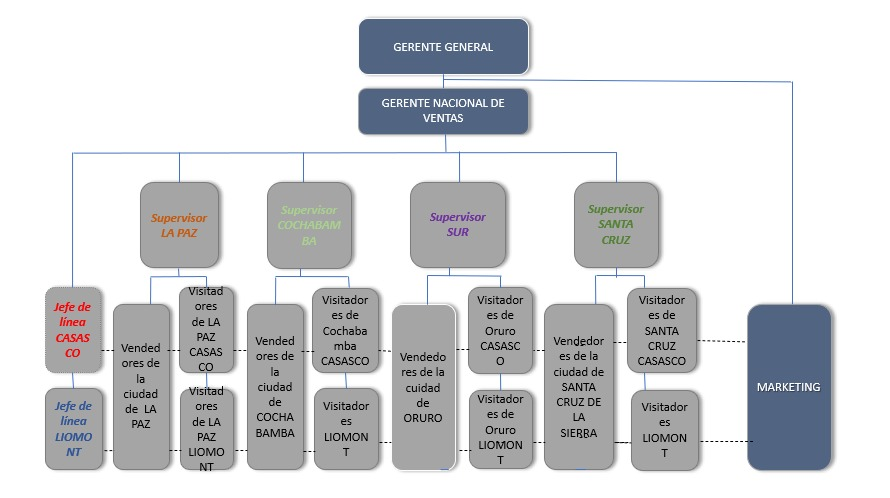 GERENTE GENERAL
GERENTE NACIONAL DE
VENTAS
Supervisor
LA PAZ
Supervisor
COCHABAM
BA
Supervisor
SUR
Supervisor
SANTA
CRUZ
Jefe de
línea
CASAS
CO
Vended
ores de
la
ciudad
de LA
PAZ
Visitad
ores
de LA
PAZ
CASAS
CO
Vended
ores de
la
ciudad
de
COCHA
BAMBA
Visitador
es de
Cochaba
mba
CASASCO
Vendedo
res de la
cuidad
de
ORURO
Visitador
es de
Oruro
CASASC
O
Vendedor
es de la
ciudad de
SANTA
CRUZ DE
LA
SIERRA
Visitador
es de
SANTA
CRUZ
CASASCO
MARKETING
Jefe de
línea
LIOMO
NT
Visitad
ores
de LA
PAZ
LIOMO
NT
Visitador
es
LIOMON
T
Visitador
es de
Oruro
LIOMONT
Visitador
es
LIOMON
T